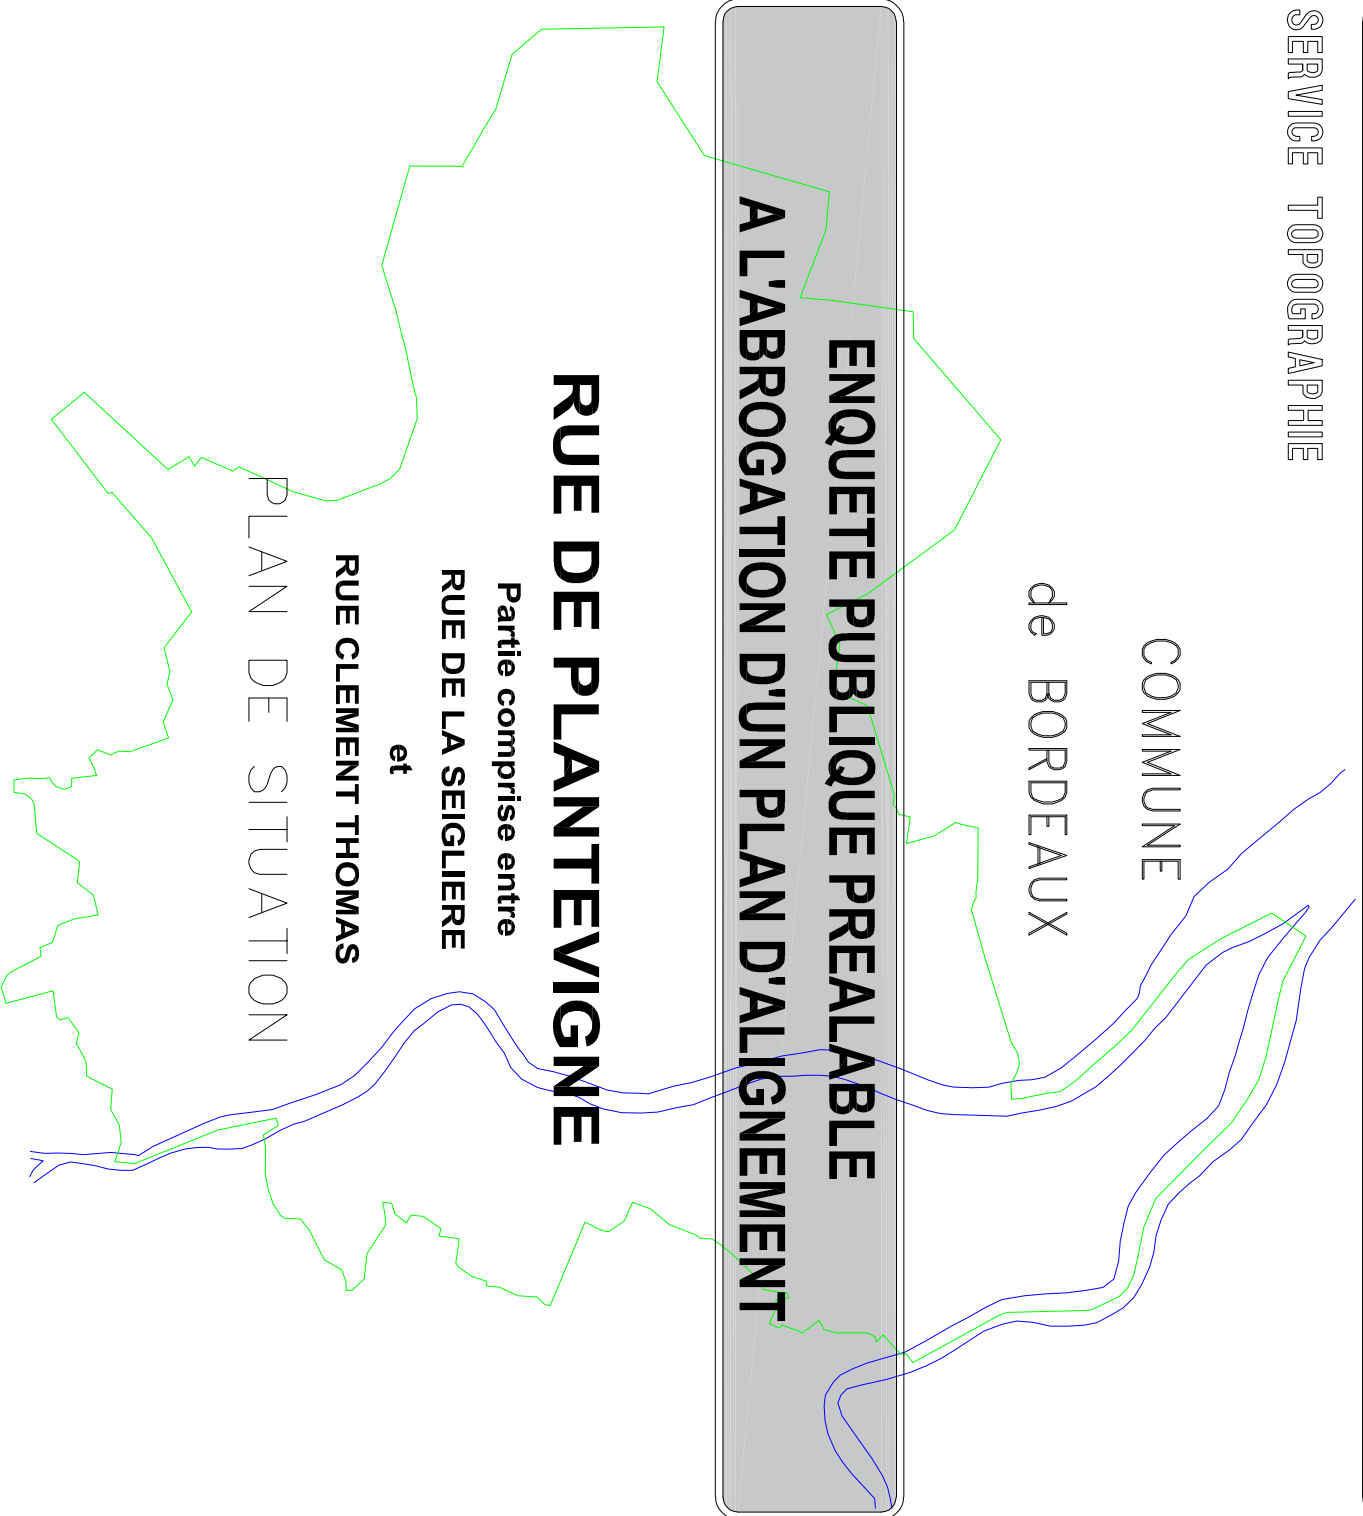 SERVICE TOPOGRAPHIE
COMMUNE
de BORDEAUX
ENQUETE PUBLIQUE PREALABLE
A L'ABROGATION D'UN PLAN D'ALIGNEMENT
RUE DE PLANTEVIGNE
Partie comprise entre
RUE DE LA SEIGLIERE
et
RUE CLEMENT THOMAS
PLAN DE SITUATION